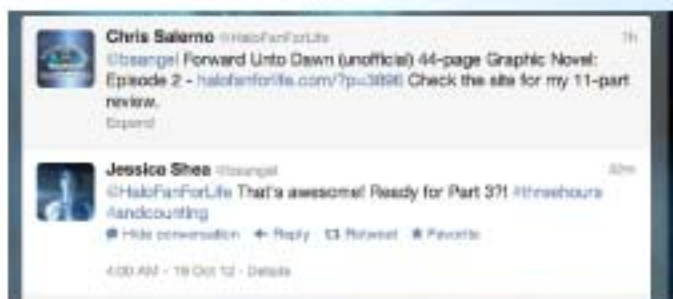 Chris Salerno @HaloFanForLife 1h
@bsangel Forward Unto Dawn (unofficial) 44-page Graphic Novel:
Episode 2 - halofanforlife.com/?p=3896 Check the site for my 11-part
review.
Expand
Jessica Shea @bsangel
@HaloFanForLife That's awesome! Ready for Part 3?! #threehours
#andcounting
Hide conversation Reply Retweet Favorite
4:00 AM - 19 Oct 12 · Details